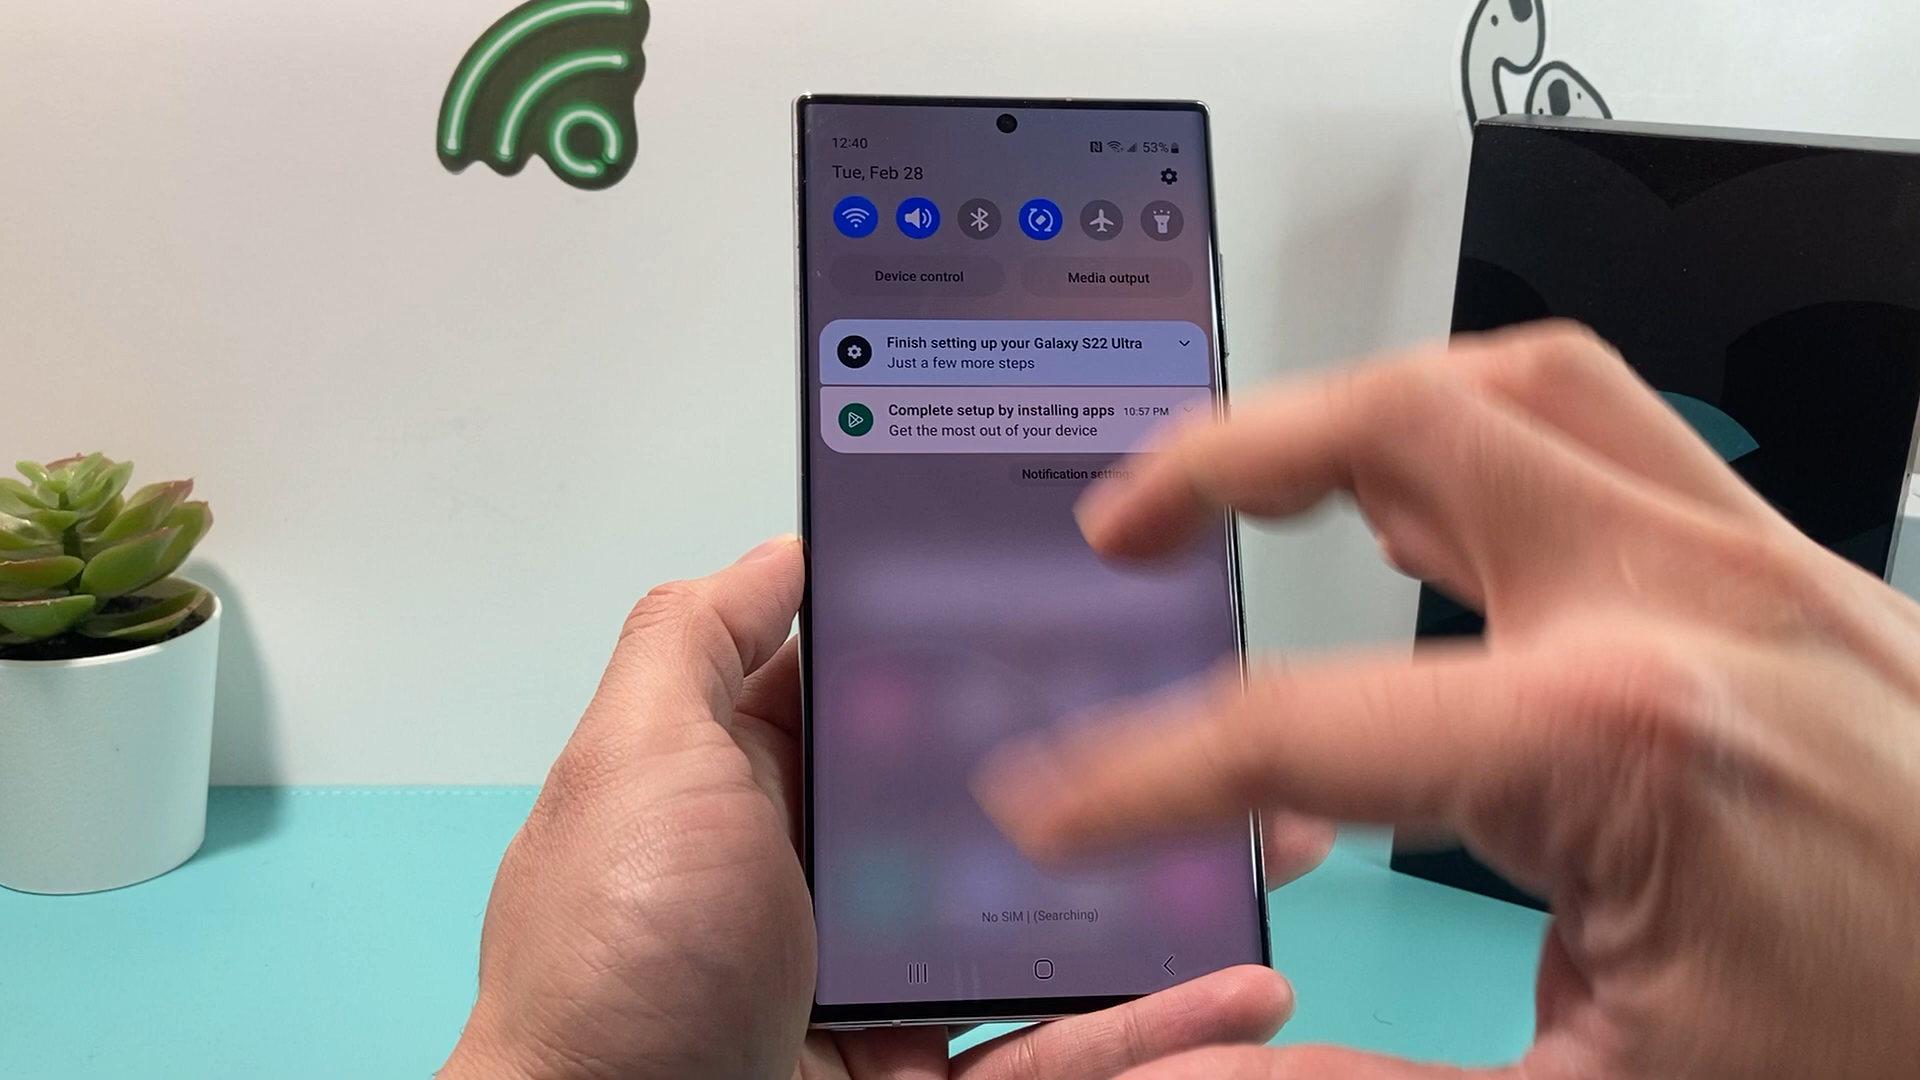 12:40
53%
Tue, Feb 28
Device control
Media output
Finish setting up your Galaxy S22 Ultra
Just a few more steps
Complete setup by installing apps 10:57 PM
Get the most out of your device
Notification settings
No SIM | (Searching)